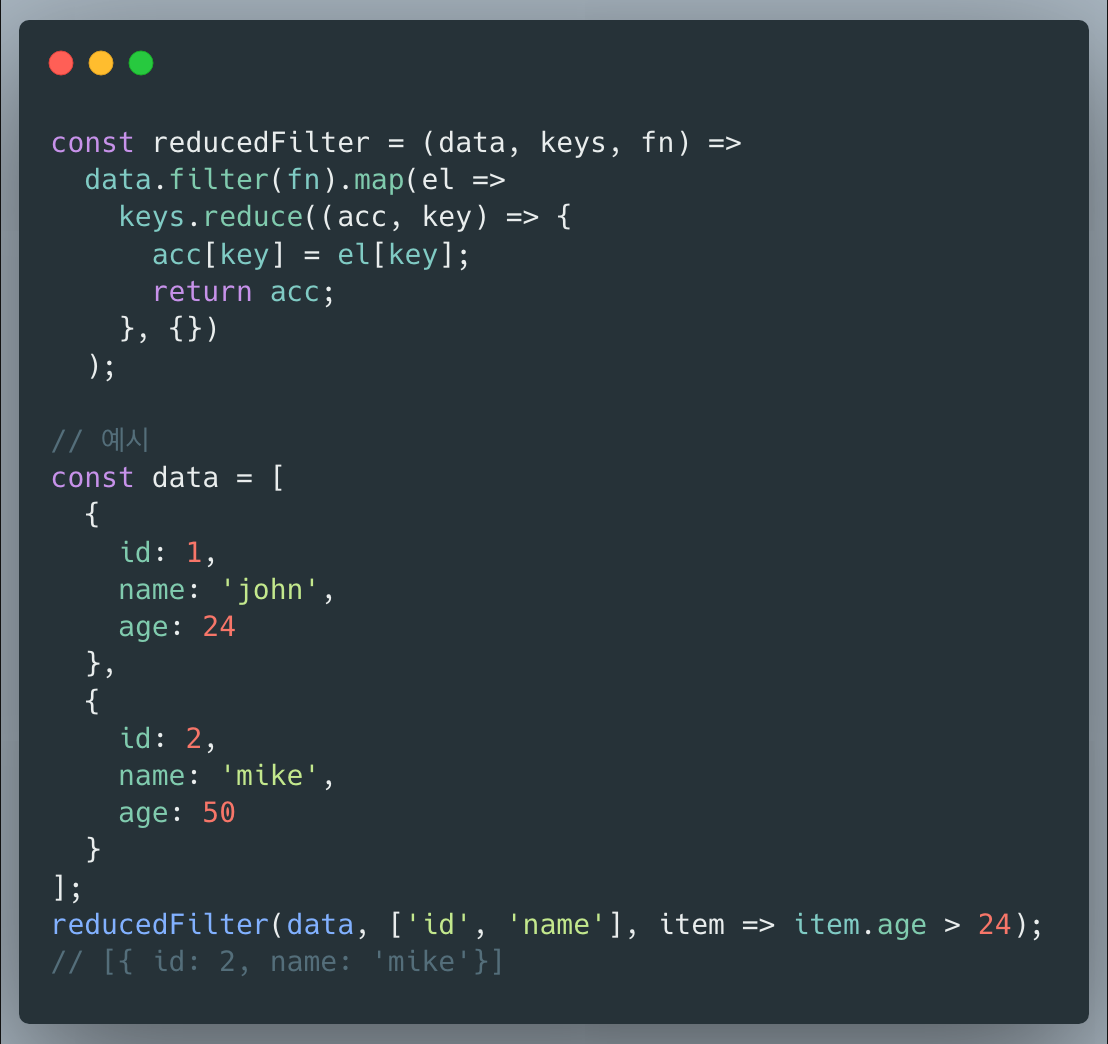 const reducedFilter = (data, keys, fn) =>
  data.filter(fn).map(el =>
    keys.reduce((acc, key) => {
      acc[key] = el[key];
      return acc;
    }, {})
  );

// 예시
const data = [
  {
    id: 1,
    name: 'john',
    age: 24
  },
  {
    id: 2,
    name: 'mike',
    age: 50
  }
];
reducedFilter(data, ['id', 'name'], item => item.age > 24);
// [{ id: 2, name: 'mike'}]